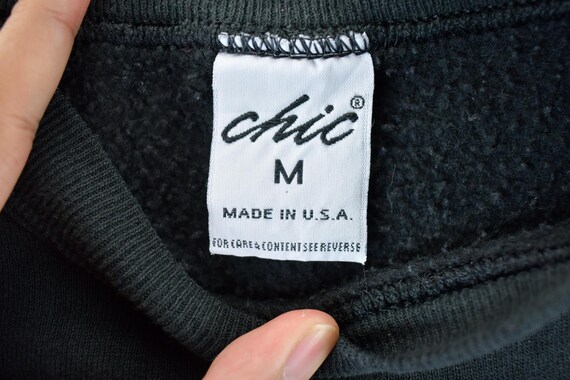 chic®
M
MADE IN U.S.A.
FOR CARE & CONTENT SEE REVERSE